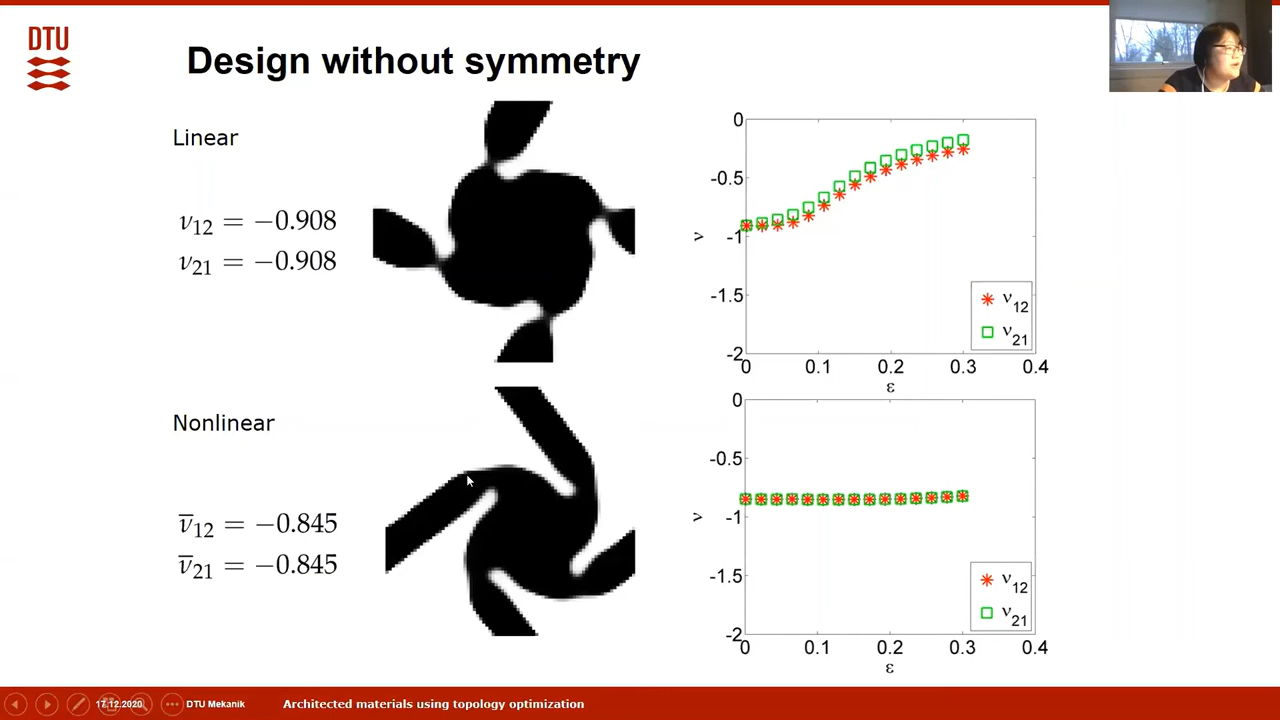 DTU
Design without symmetry
Linear
ν12 = −0.908
ν21 = −0.908
0
-0.5
-1
-1.5
-2
ν
0 0.1 0.2 0.3 0.4
ε
ν12
ν21
Nonlinear
ν̅12 = −0.845
ν̅21 = −0.845
0
-0.5
-1
-1.5
-2
ν
0 0.1 0.2 0.3 0.4
ε
ν12
ν21
17.12.2020 DTU Mekanik Architected materials using topology optimization